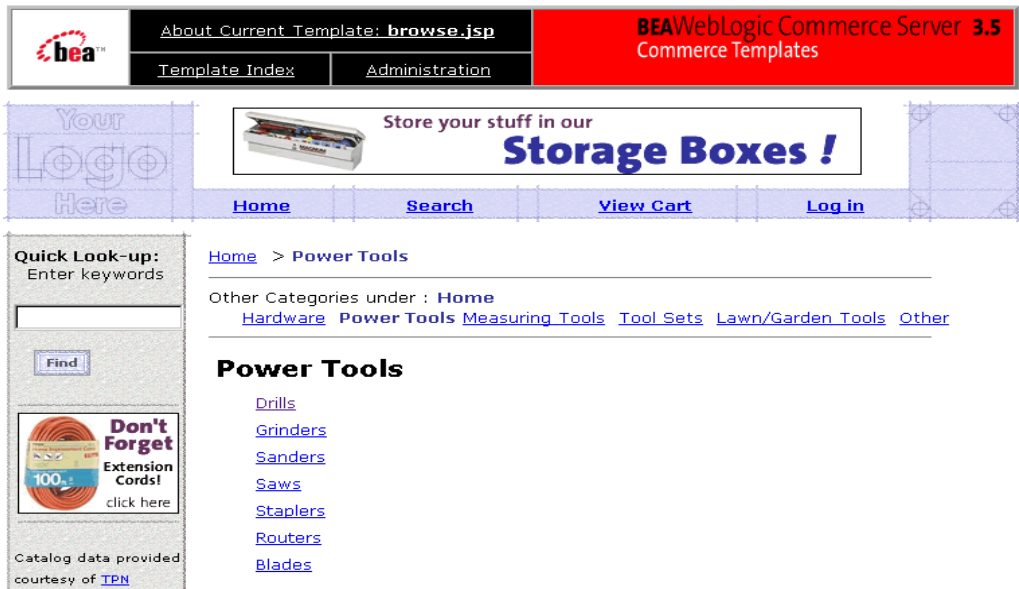 bea™
About Current Template: browse.jsp
Template Index
Administration
BEAWebLogic Commerce Server 3.5
Commerce Templates
Your
Logo
Here
Store your stuff in our
Storage Boxes !
Home
Search
View Cart
Log in
Quick Look-up:
Enter keywords
Find
Don't
Forget
Extension
Cords!
click here
100
Catalog data provided
courtesy of TPN
Home > Power Tools
Other Categories under : Home
Hardware Power Tools Measuring Tools Tool Sets Lawn/Garden Tools Other
Power Tools
Drills
Grinders
Sanders
Saws
Staplers
Routers
Blades